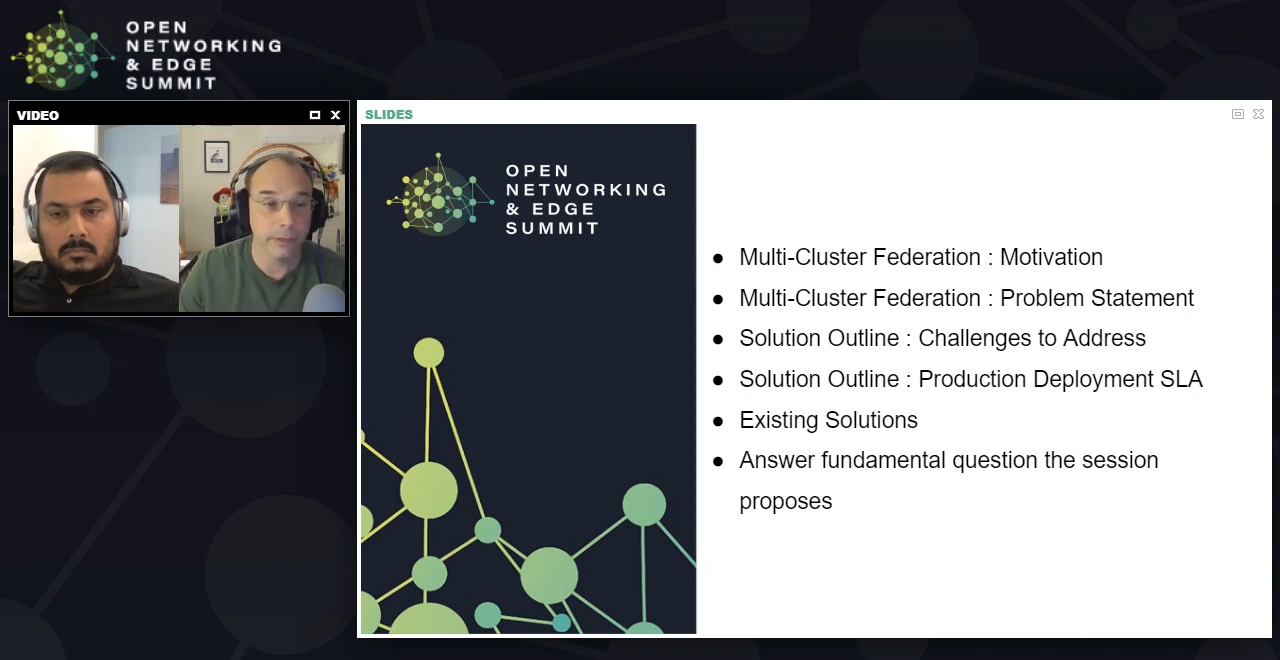 OPEN
NETWORKING
& EDGE
SUMMIT
VIDEO
SLIDES
OPEN
NETWORKING
& EDGE
SUMMIT
● Multi-Cluster Federation : Motivation
● Multi-Cluster Federation : Problem Statement
● Solution Outline : Challenges to Address
● Solution Outline : Production Deployment SLA
● Existing Solutions
● Answer fundamental question the session
proposes